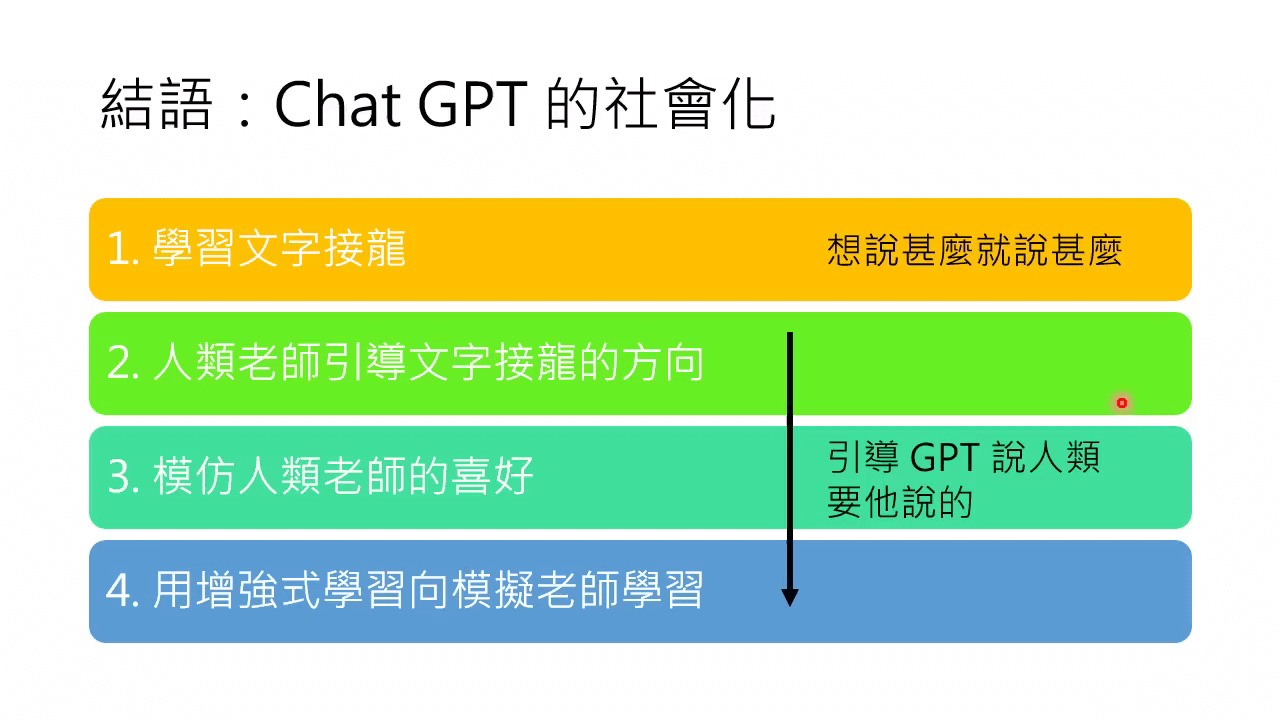 結語：Chat GPT 的社會化
1. 學習文字接龍
想說甚麼就說甚麼
2. 人類老師引導文字接龍的方向
3. 模仿人類老師的喜好
引導 GPT 說人類
要他說的
4. 用增強式學習向模擬老師學習